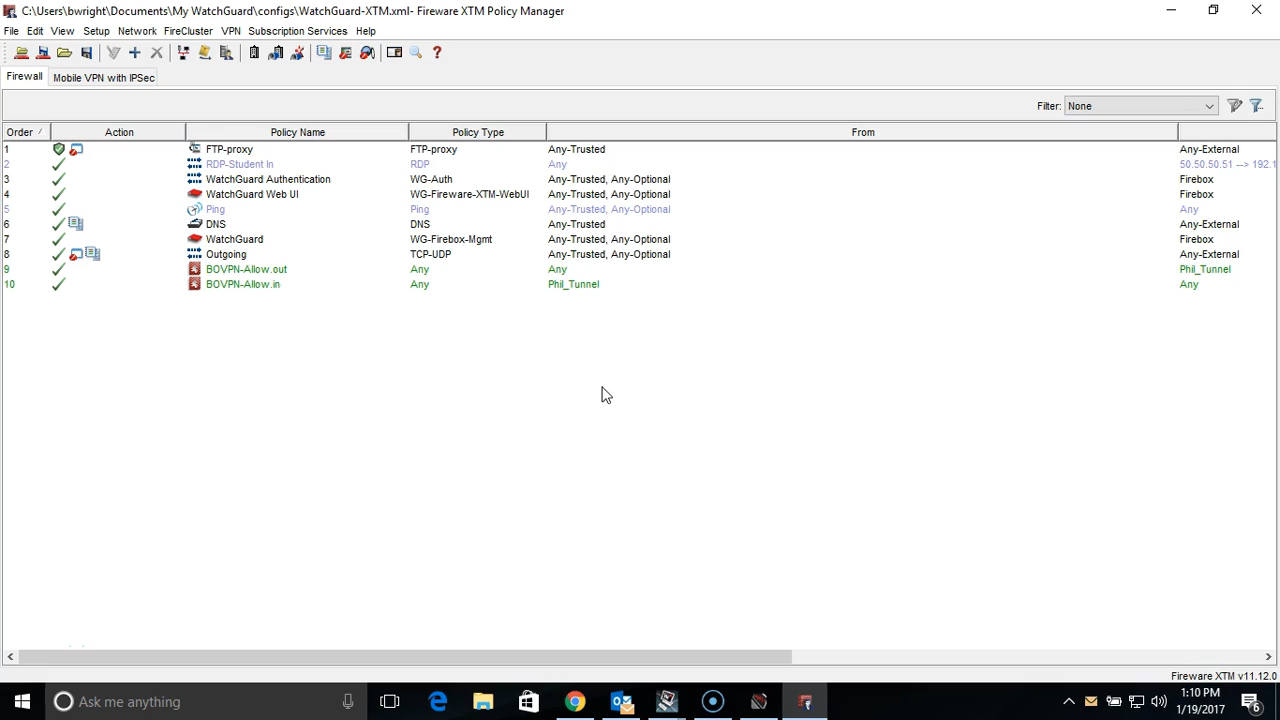 C:\Users\bwright\Documents\My WatchGuard\configs\WatchGuard-XTM.xml- Fireware XTM Policy Manager
File Edit View Setup Network FireCluster VPN Subscription Services Help
Firewall Mobile VPN with IPSec
Filter: None
Order Action Policy Name Policy Type From
1 FTP-proxy FTP-proxy Any-Trusted Any-External
2 RDP-Student In RDP Any 50.50.50.51 --> 192.1
3 WatchGuard Authentication WG-Auth Any-Trusted, Any-Optional Firebox
4 WatchGuard Web UI WG-Fireware-XTM-WebUI Any-Trusted, Any-Optional Firebox
5 Ping Ping Any-Trusted, Any-Optional Any
6 DNS DNS Any-Trusted Any-External
7 WatchGuard WG-Firebox-Mgmt Any-Trusted, Any-Optional Firebox
8 Outgoing TCP-UDP Any-Trusted, Any-Optional Any-External
9 BOVPN-Allow.out Any Any Phil_Tunnel
10 BOVPN-Allow.in Any Phil_Tunnel Any
Fireware XTM v11.12.0
Ask me anything
1:10 PM
1/19/2017
6